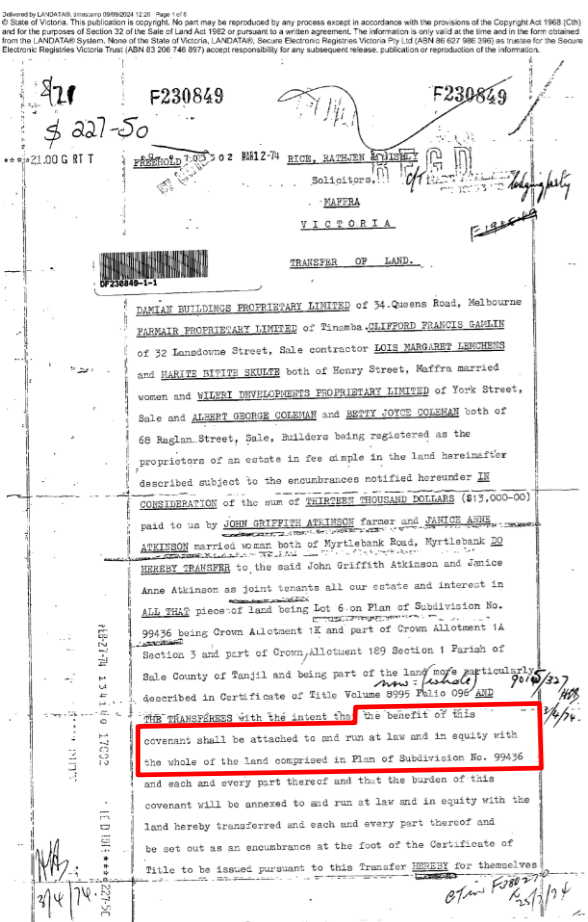 Delivered by LANDATA®, timestamp 09/09/2024 12:26 Page 1 of 6
© State of Victoria. This publication is copyright. No part may be reproduced by any process except in accordance with the provisions of the Copyright Act 1968 (Cth)
and for the purposes of Section 32 of the Sale of Land Act 1962 or pursuant to a written agreement. The information is only valid at the time and in the form obtained
from the LANDATA® System. None of the State of Victoria, LANDATA®, Secure Electronic Registries Victoria Pty Ltd (ABN 86 627 986 396) as trustee for the Secure
Electronic Registries Victoria Trust (ABN 83 206 746 897) accept responsibility for any subsequent release, publication or reproduction of the information.
$21 F230849 F230849
$ 227-50
****21.00 G RT T FREEHOLD MAR12-74 RICE, RATHJEN & C/T lodging party
Solicitors,
MAFFRA
VICTORIA
TRANSFER OF LAND.
DF230849-1-1
DAMIAN BUILDINGS PROPRIETARY LIMITED of 34 Queens Road, Melbourne
FARMAIR PROPRIETARY LIMITED of Tinamba. CLIFFORD FRANCIS GAMLIN
of 32 Lansdowne Street, Sale contractor LOIS MARGARET LEMCHENS
and MARITE BITITE SKULTE both of Henry Street, Maffra married
women and WILERI DEVELOPMENTS PROPRIETARY LIMITED of York Street,
Sale and ALBERT GEORGE COLEMAN and BETTY JOYCE COLEMAN both of
68 Raglan Street, Sale, Builders being registered as the
proprietors of an estate in fee simple in the land hereinafter
described subject to the encumbrances notified hereunder IN
CONSIDERATION of the sum of THIRTEEN THOUSAND DOLLARS ($13,000-00)
paid to us by JOHN GRIFFITH ATKINSON farmer and JANICE ANNE
ATKINSON married woman both of Myrtlebank Road, Myrtlebank DO
HEREBY TRANSFER to the said John Griffith Atkinson and Janice
Anne Atkinson as joint tenants all our estate and interest in
ALL THAT piece of land being Lot 6 on Plan of Subdivision No.
99436 being Crown Allotment 1K and part of Crown Allotment 1A
Section 3 and part of Crown Allotment 189 Section 1 Parish of
Sale County of Tanjil and being part of the land more particularly
now: (whole) 9015/327
described in Certificate of Title Volume 8995 Folio 096 AND
THE TRANSFEREES with the intent that the benefit of this 3/4/74.
covenant shall be attached to and run at law and in equity with
the whole of the land comprised in Plan of Subdivision No. 99436
and each and every part thereof and that the burden of this
covenant will be annexed to and run at law and in equity with the
land hereby transferred and each and every part thereof and
be set out as an encumbrance at the foot of the Certificate of
Title to be issued pursuant to this Transfer HEREBY for themselves
3/4/74.